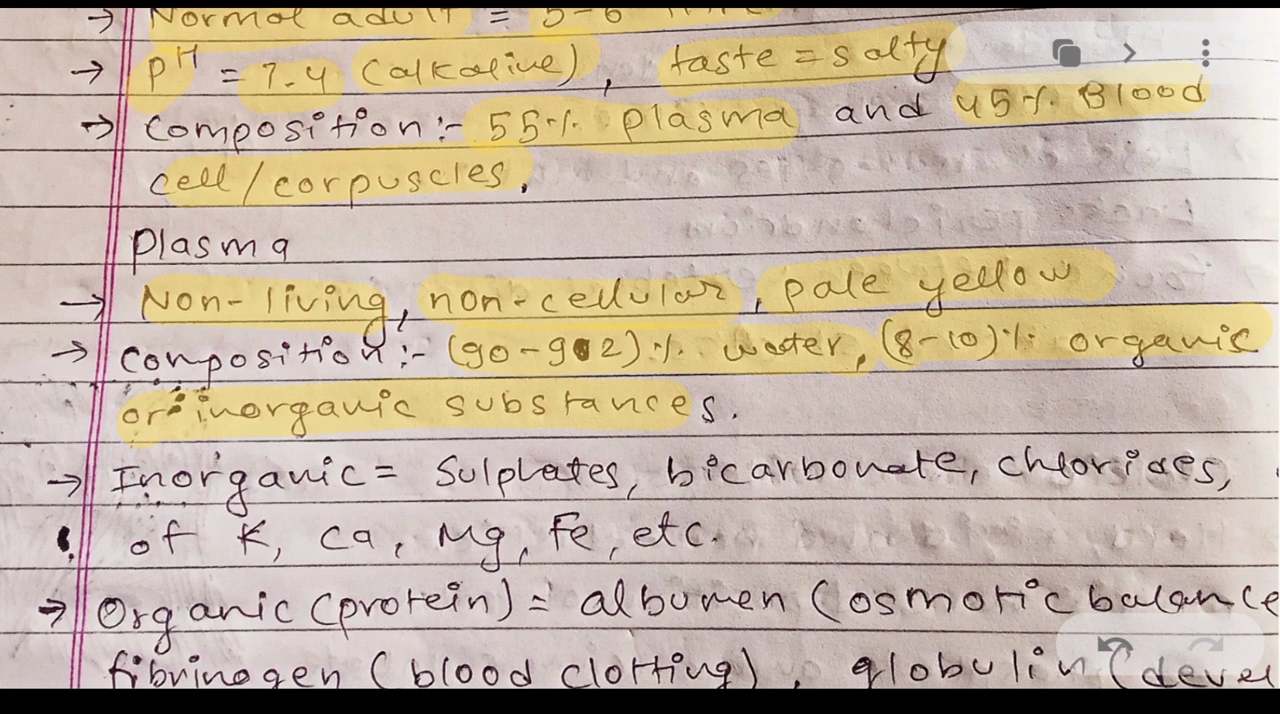 → Normal adult = 5-6
→ pH = 7.4 (alkaline), taste = salty
→ composition:- 55% plasma and 45% Blood
cell/corpuscles.
plasma
→ Non-living, non-cellular, pale yellow
→ composition:- (90-92)% water, (8-10)% organic
or inorganic substances.
→ Inorganic = Sulphates, bicarbonate, chlorides,
of K, Ca, Mg, Fe, etc.
→ Organic (protein) = albumen (osmotic balance
fibrinogen (blood clotting), globulin (devel